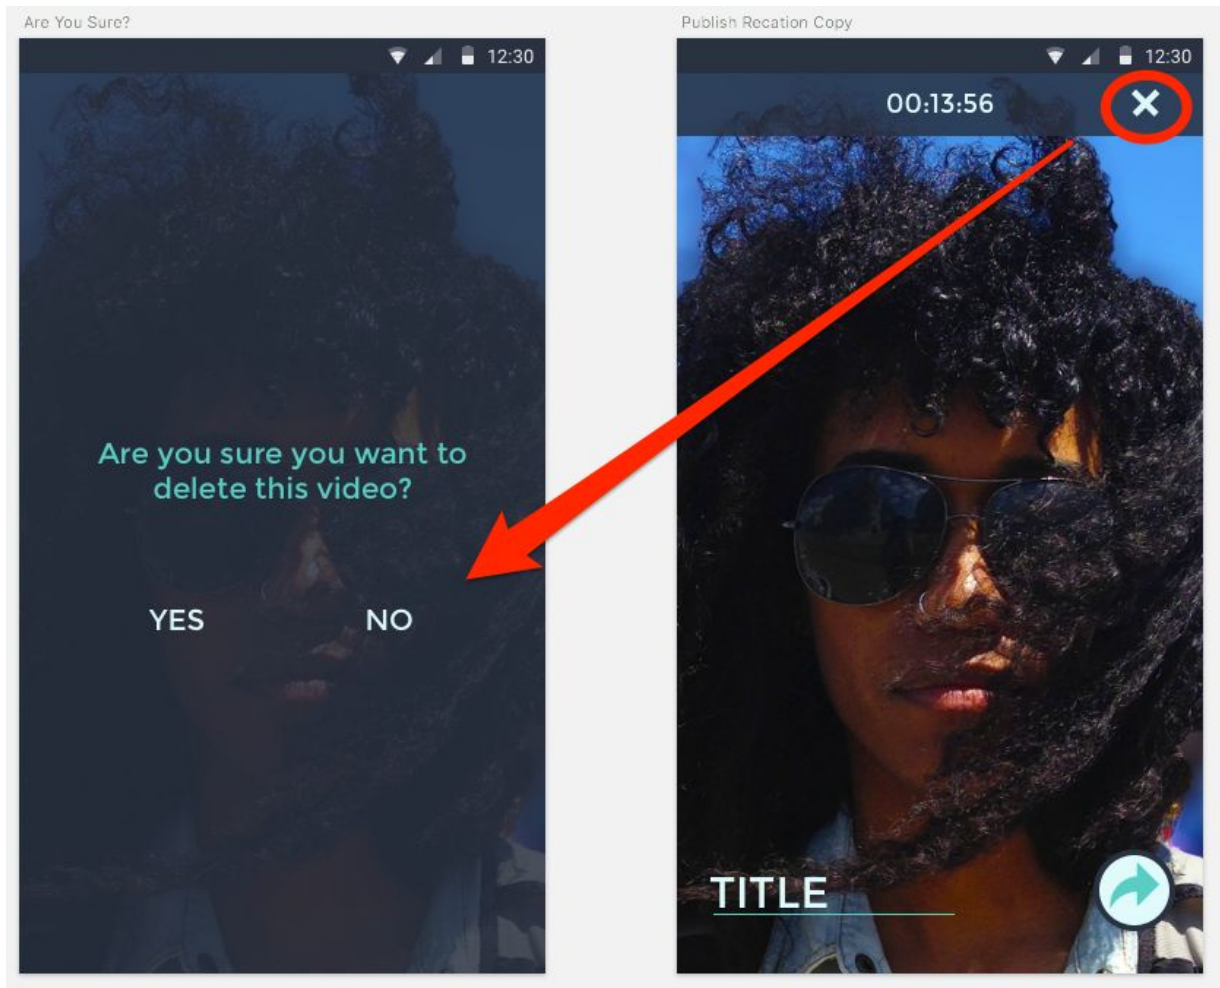 Are You Sure?
12:30
Are you sure you want to
delete this video?
YES NO
Publish Recation Copy
12:30
00:13:56
TITLE